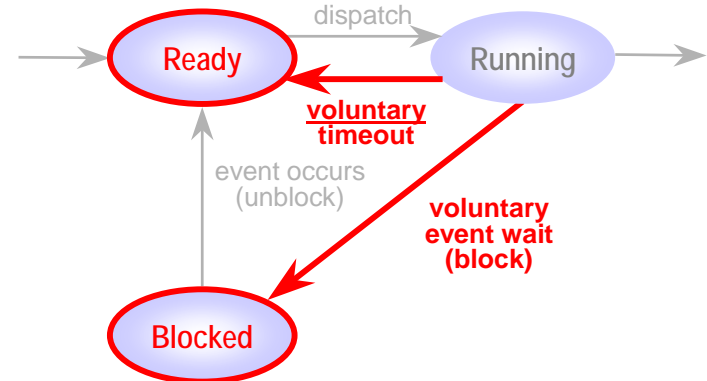 dispatch
Ready
Running
voluntary
timeout
event occurs
(unblock)
voluntary
event wait
(block)
Blocked